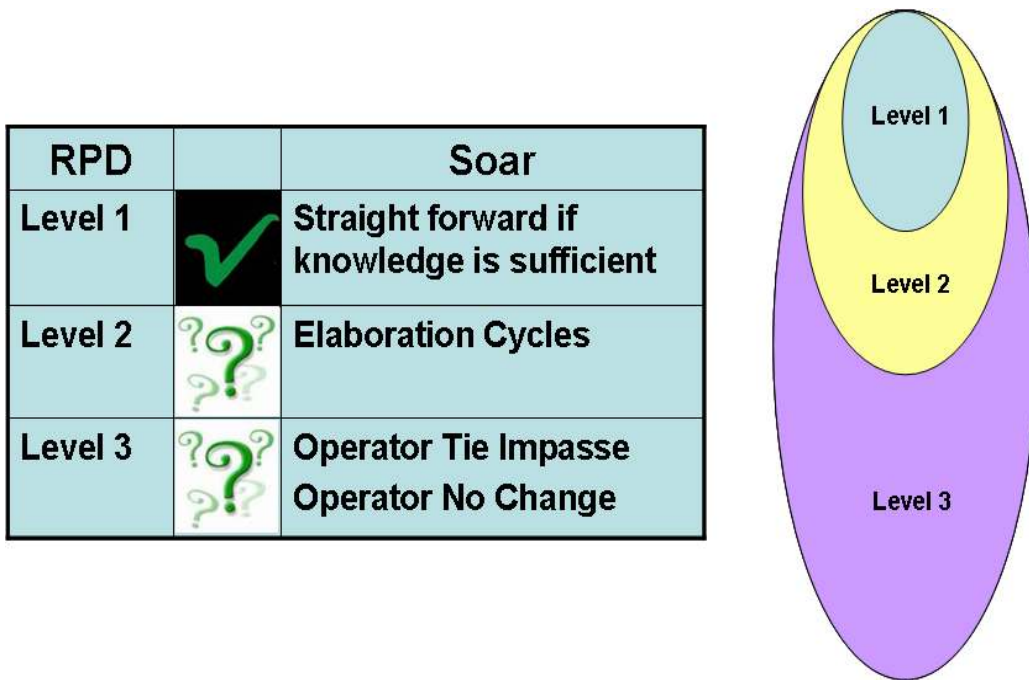 RPD
Soar
Level 1
Straight forward if
knowledge is sufficient
Level 2
Elaboration Cycles
Level 3
Operator Tie Impasse
Operator No Change
Level 1
Level 2
Level 3